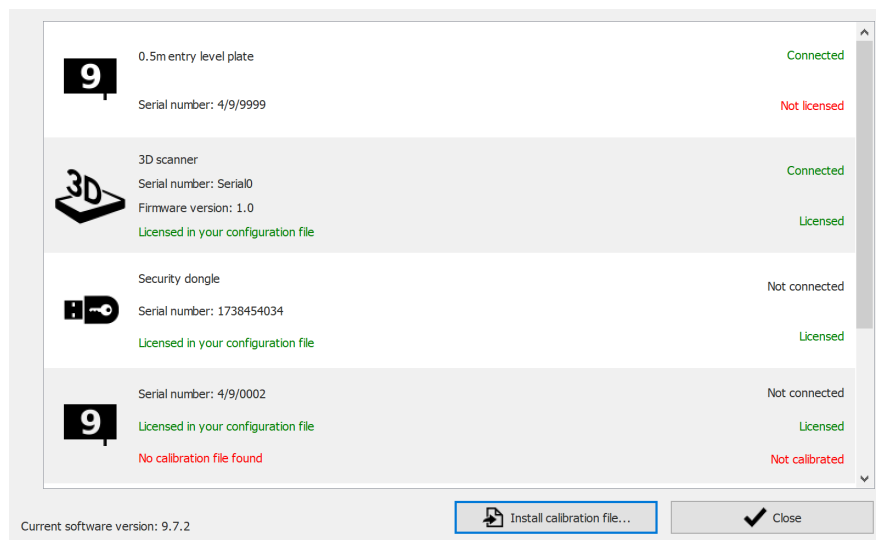 9
0.5m entry level plate
Connected
Serial number: 4/9/9999
Not licensed
3D
3D scanner
Connected
Serial number: Serial0
Firmware version: 1.0
Licensed
Licensed in your configuration file
Security dongle
Not connected
Serial number: 1738454034
Licensed
Licensed in your configuration file
9
Serial number: 4/9/0002
Not connected
Licensed in your configuration file
Licensed
No calibration file found
Not calibrated
Install calibration file...
Close
Current software version: 9.7.2